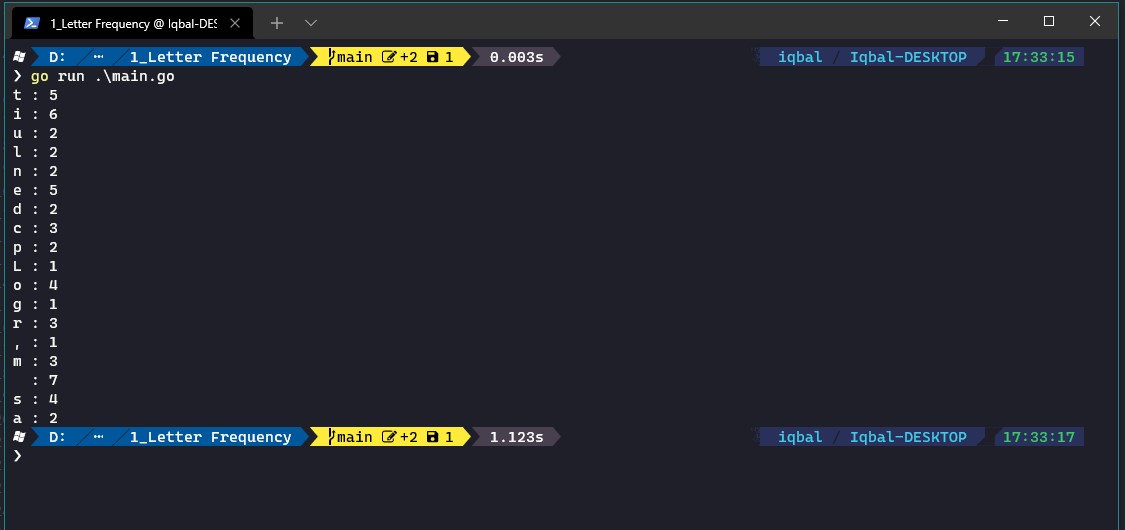 1_Letter Frequency @ Iqbal-DES
D: ··· 1_Letter Frequency main +2 1 0.003s iqbal / Iqbal-DESKTOP 17:33:15
❯ go run .\main.go
t : 5
i : 6
u : 2
l : 2
n : 2
e : 5
d : 2
c : 3
p : 2
L : 1
o : 4
g : 1
r : 3
, : 1
m : 3
  : 7
s : 4
a : 2
D: ··· 1_Letter Frequency main +2 1 1.123s iqbal / Iqbal-DESKTOP 17:33:17
❯